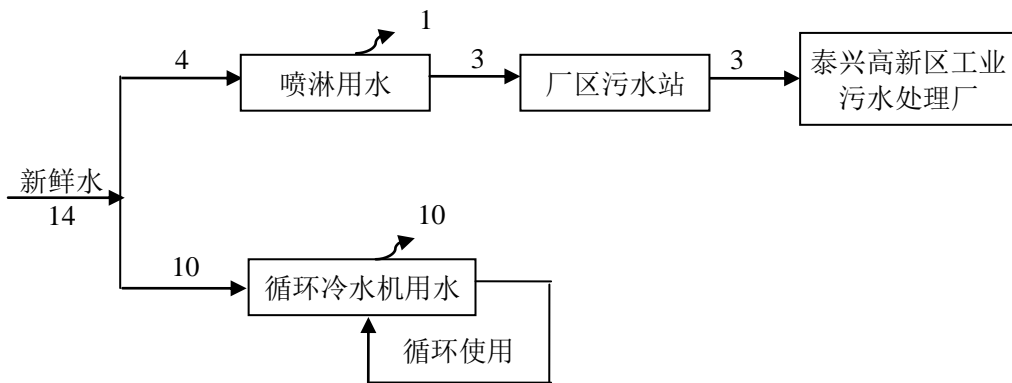 1
4
喷淋用水
3
厂区污水站
3
泰兴高新区工业
污水处理厂
新鲜水
14
10
10
循环冷水机用水
循环使用